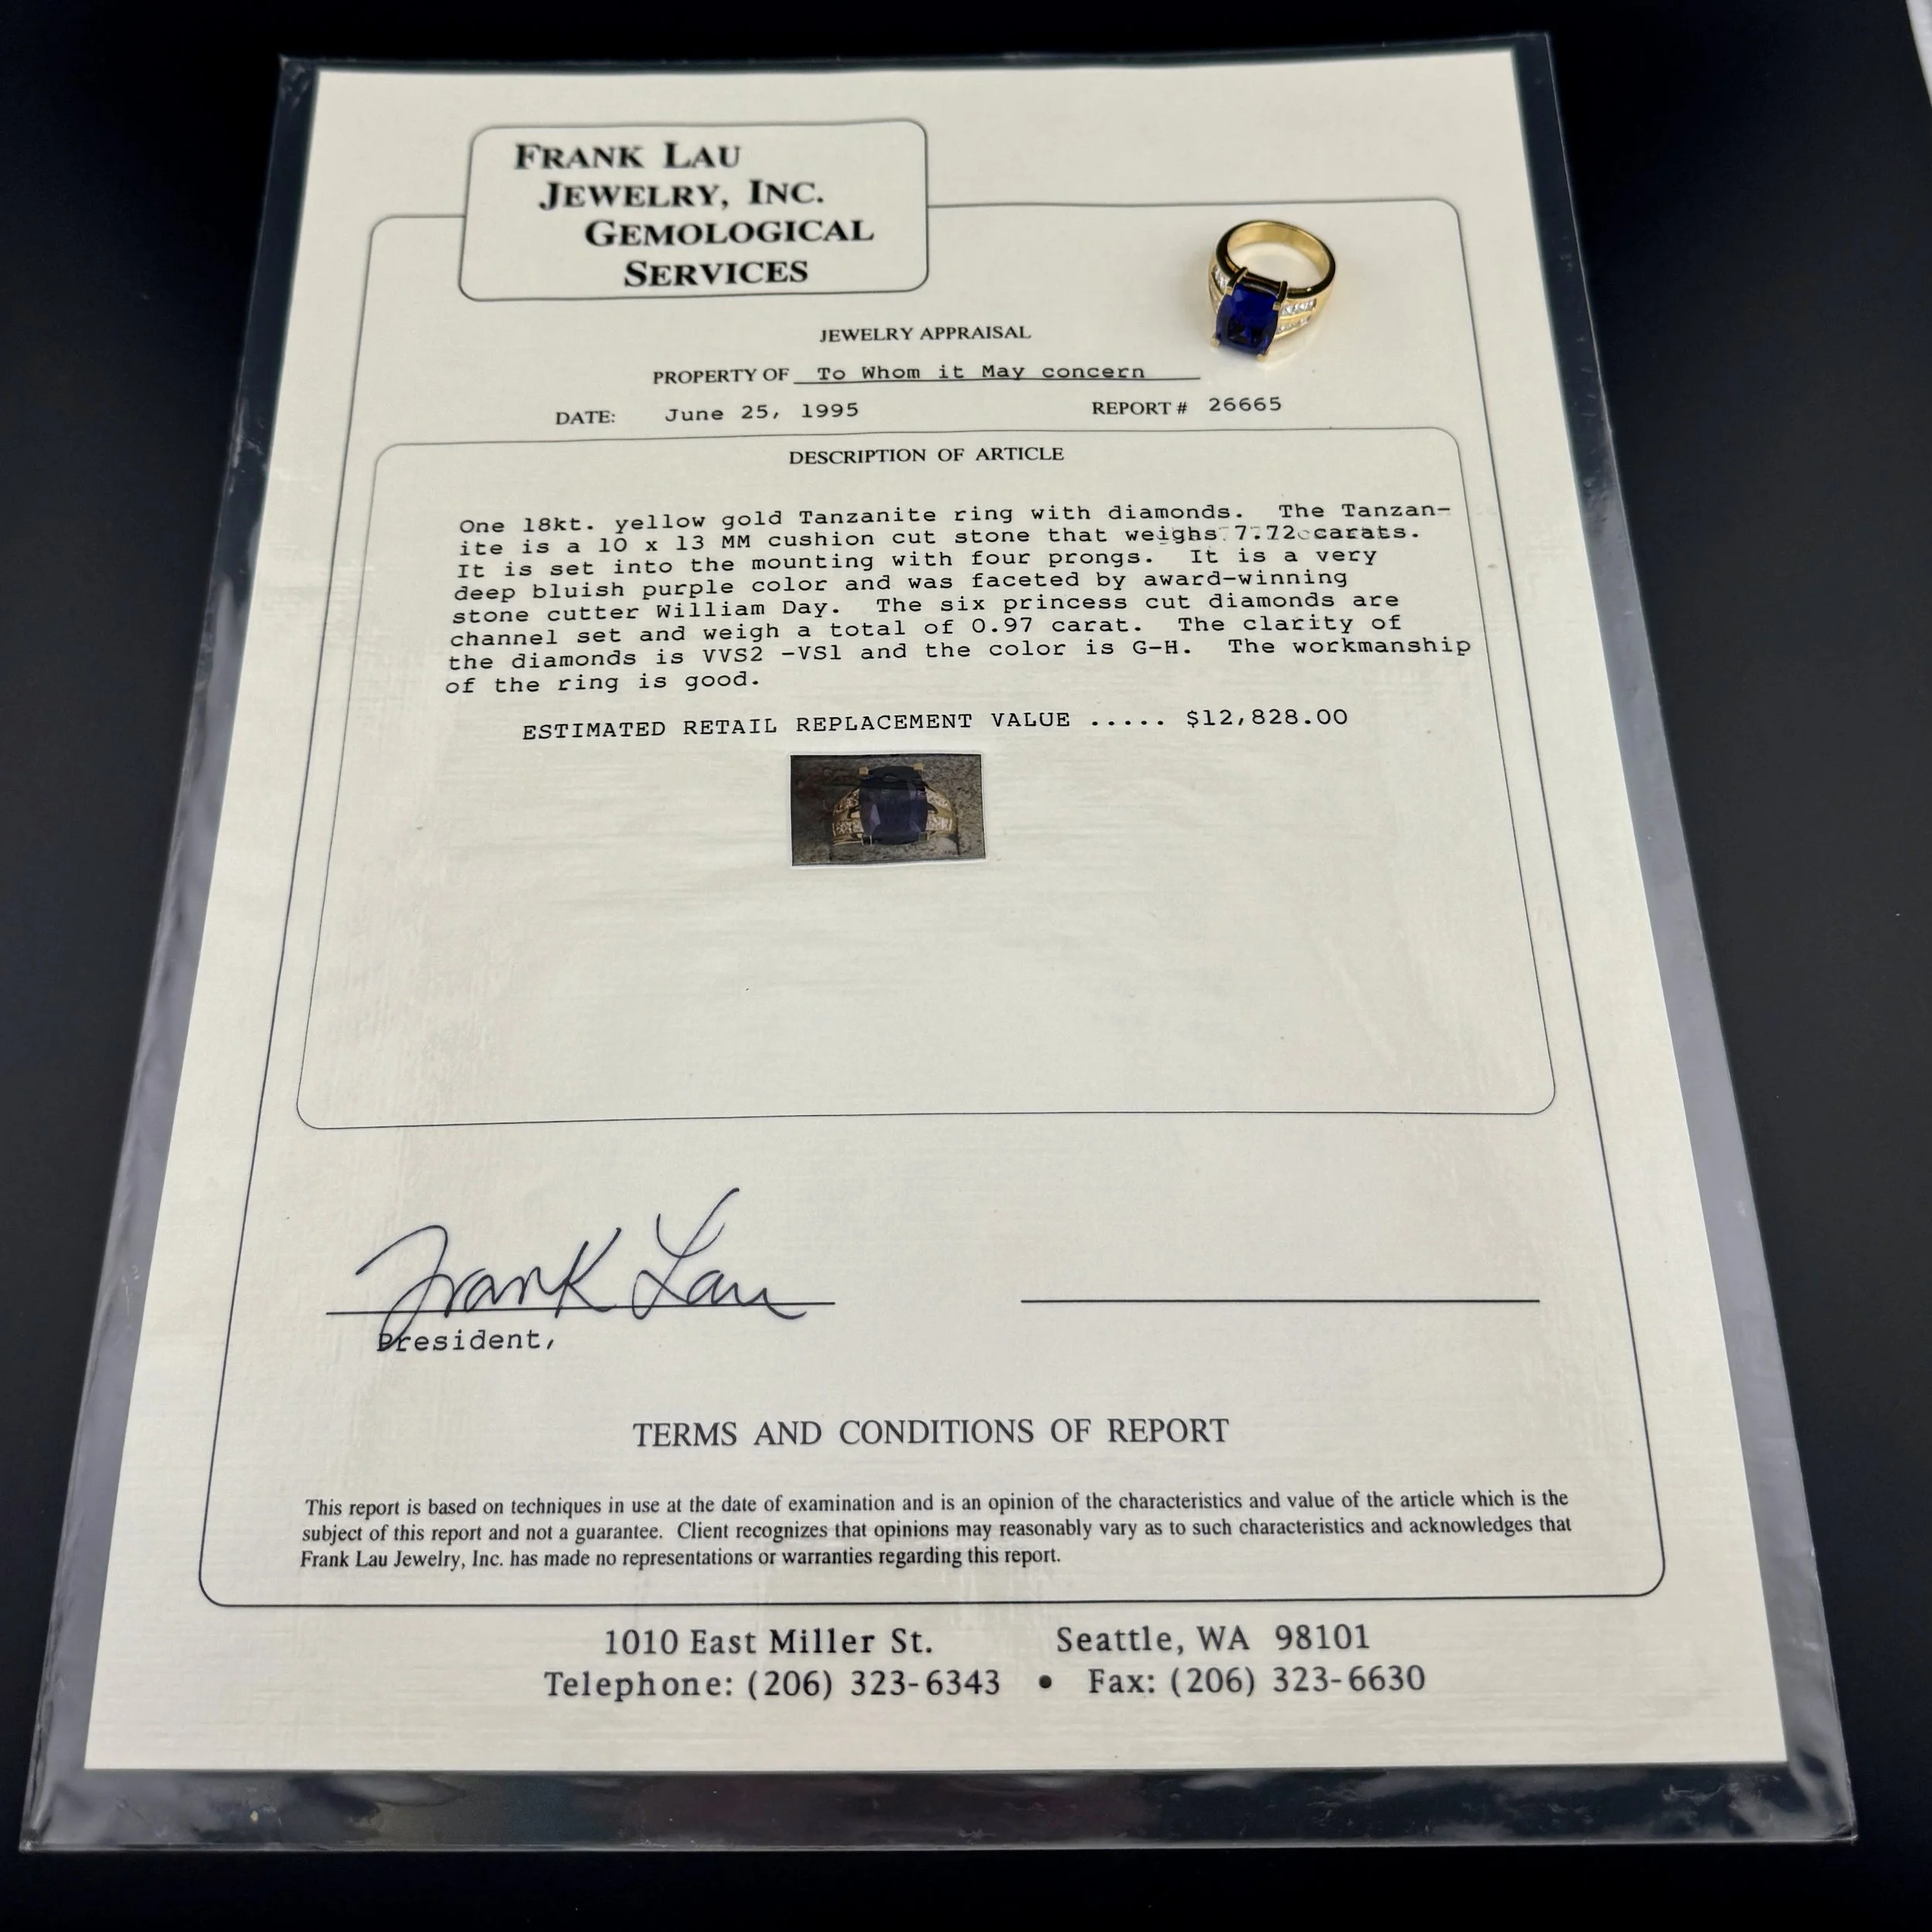 FRANK LAU
JEWELRY, INC.
GEMOLOGICAL
SERVICES
JEWELRY APPRAISAL
PROPERTY OF To Whom it May concern
DATE: June 25, 1995 REPORT # 26665
DESCRIPTION OF ARTICLE
One 18kt. yellow gold Tanzanite ring with diamonds. The Tanzan-
ite is a 10 x 13 MM cushion cut stone that weighs 7.72 carats.
It is set into the mounting with four prongs. It is a very
deep bluish purple color and was faceted by award-winning
stone cutter William Day. The six princess cut diamonds are
channel set and weigh a total of 0.97 carat. The clarity of
the diamonds is VVS2 -VS1 and the color is G-H. The workmanship
of the ring is good.
ESTIMATED RETAIL REPLACEMENT VALUE ..... $12,828.00
Frank Lau
President,
TERMS AND CONDITIONS OF REPORT
This report is based on techniques in use at the date of examination and is an opinion of the characteristics and value of the article which is the
subject of this report and not a guarantee. Client recognizes that opinions may reasonably vary as to such characteristics and acknowledges that
Frank Lau Jewelry, Inc. has made no representations or warranties regarding this report.
1010 East Miller St. Seattle, WA 98101
Telephone: (206) 323-6343 • Fax: (206) 323-6630